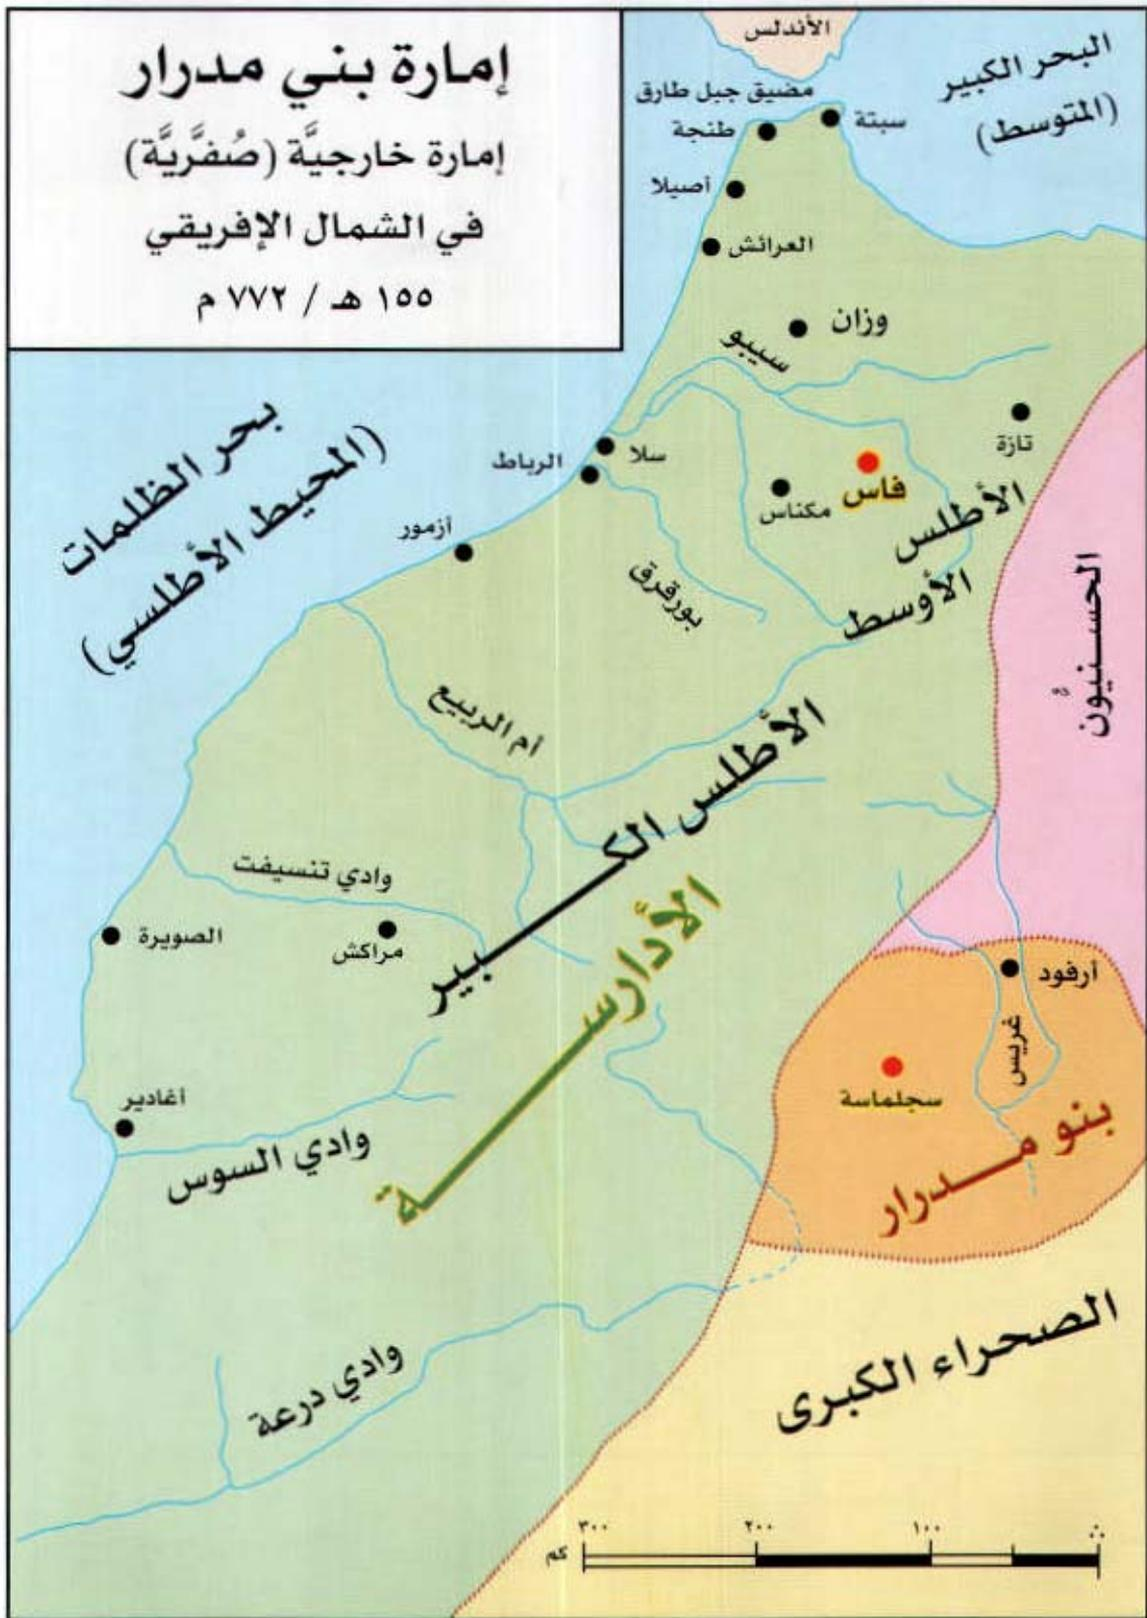 إمارة بني مدرار
إمارة خارجيَّة (صُفَّريَّة)
في الشمال الإفريقي
١٥٥ هـ / ٧٧٢ م
الأندلس
البحر الكبير
(المتوسط)
مضيق جبل طارق
سبتة
طنجة
أصيلا
العرائش
وزان
سيبو
تازة
فاس
مكناس
سلا
الرباط
أزمور
بورقرق
الأطلس
الأوسط
بحر الظلمات
(المحيط الأطلسي)
الحسنيُّون
أم الربيع
الأطلس الكبير
الأدارسة
وادي تنسيفت
مراكش
الصويرة
أرفود
غريس
سجلماسة
بنو مدرار
أغادير
وادي السوس
وادي درعة
الصحراء الكبرى
٣٠٠ ٢٠٠ ١٠٠ ٠
كم